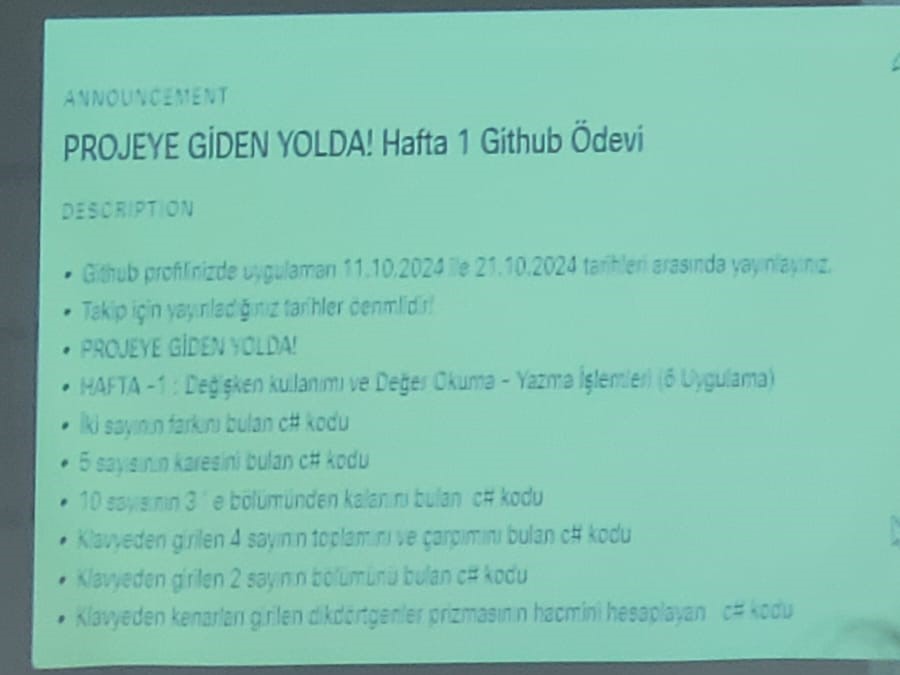 ANNOUNCEMENT
PROJEYE GİDEN YOLDA! Hafta 1 Github Ödevi
DESCRIPTION
• Github profilinizde uygulamaları 11.10.2024 ile 21.10.2024 tarihleri arasında yayınlayınız.
• Takip için yayınladığınız tarihler öenmlidir!
• PROJEYE GİDEN YOLDA!
• HAFTA -1 : Değişken kullanımı ve Değer Okuma - Yazma İşlemleri (6 Uygulama)
• İki sayının farkını bulan c# kodu
• 5 sayısının karesini bulan c# kodu
• 10 sayısının 3 ' e bölümünden kalanını bulan c# kodu
• Klavyeden girilen 4 sayının toplamını ve çarpımını bulan c# kodu
• Klavyeden girilen 2 sayının bölümünü bulan c# kodu
• Klavyeden kenarları girilen dikdörtgenler prizmasının hacmini hesaplayan c# kodu